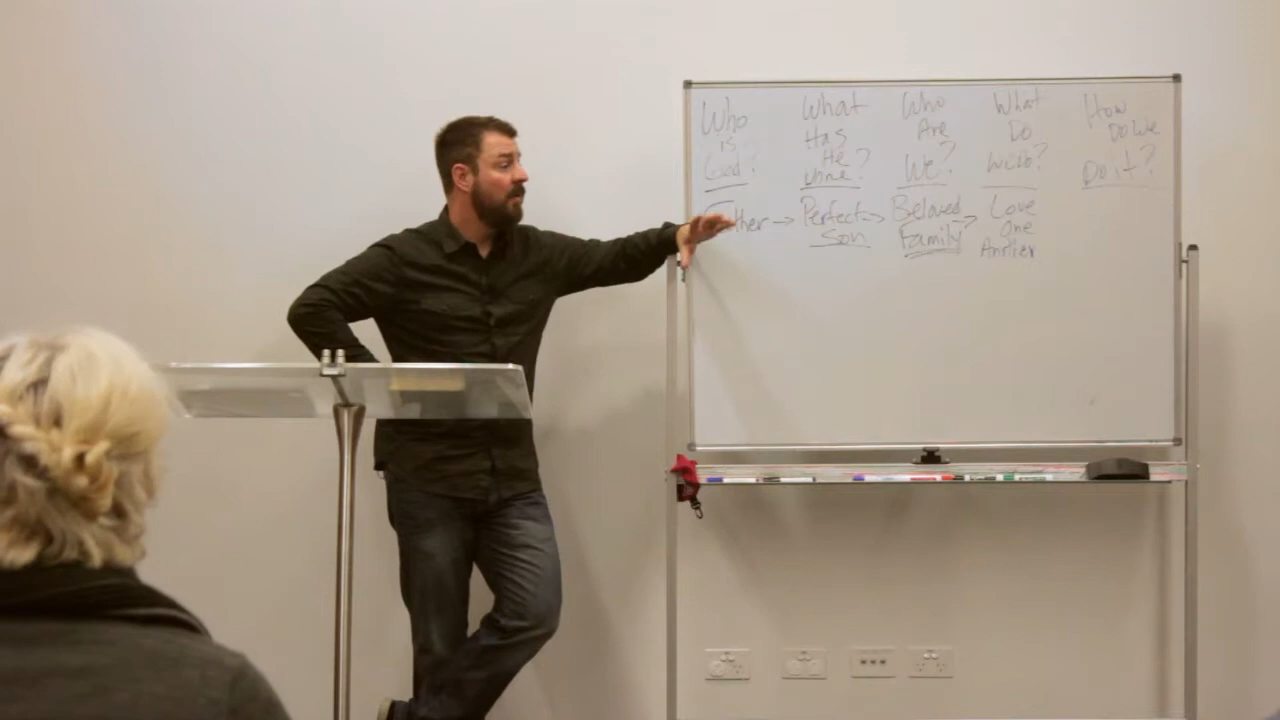 Who
is
God?
What
Has
He
Done?
Who
Are
We?
What
Do
We Do?
How
Do We
Do it?
Father → Perfect → Beloved → Love
Son Family One
Another